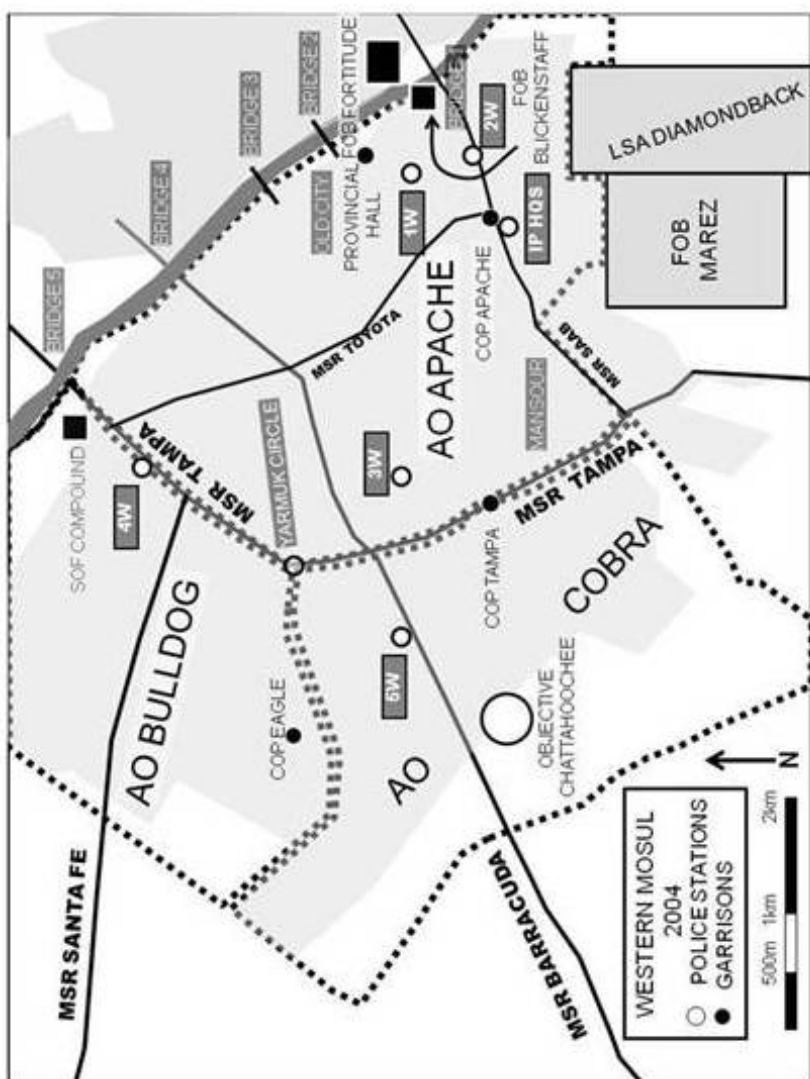 BRIDGE 5
BRIDGE 4
BRIDGE 3
BRIDGE 2
SOF COMPOUND
4W
MSR TAMPA
MSR SANTA FE
AO BULLDOG
YARMUK CIRCLE
COP EAGLE
OLD CITY
PROVINCIAL
HALL
FOB FORTITUDE
BRIDGE 1
1W
2W
FOB
BLICKENSTAFF
MSR TOYOTA
AO APACHE
COP APACHE
IP HQS
3W
5W
AO
COBRA
COP TAMPA
MSR TAMPA
MANSOUR
MSR SAAB
LSA DIAMONDBACK
FOB
MAREZ
OBJECTIVE
CHATTAHOOCHEE
MSR BARRACUDA
N
WESTERN MOSUL
2004
POLICE STATIONS
GARRISONS
500m 1km 2km